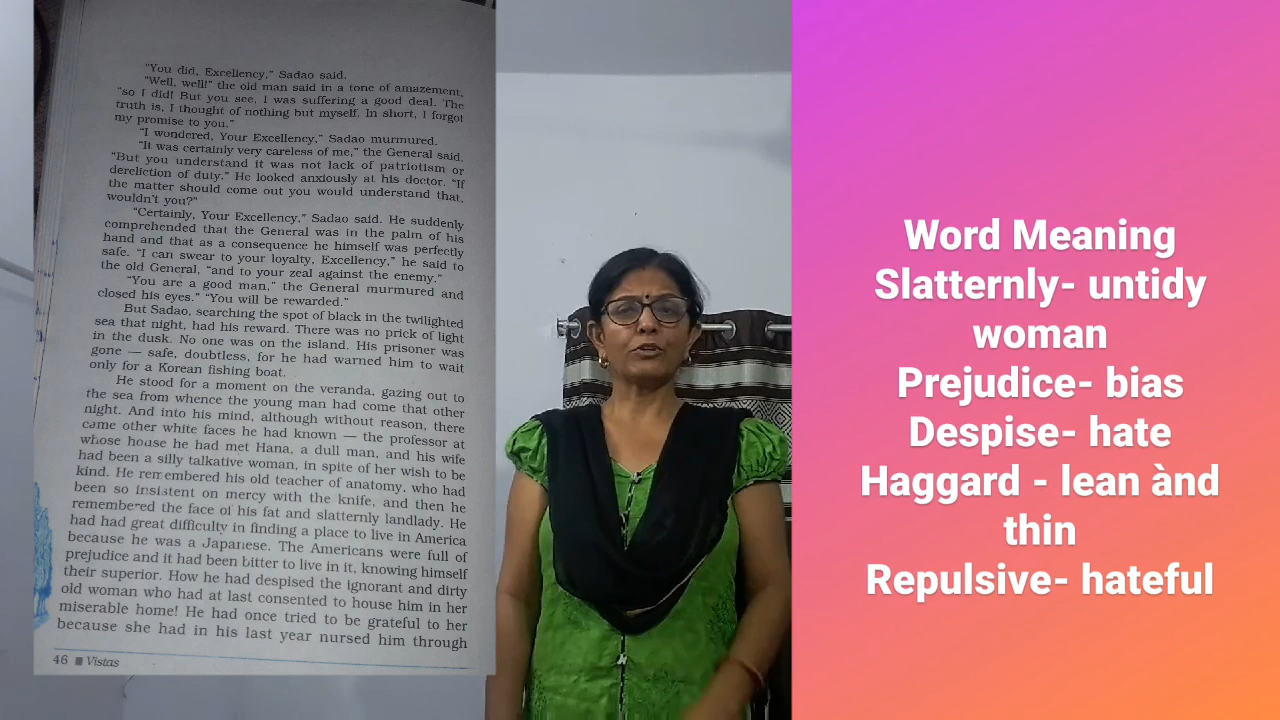 "You did, Excellency," Sadao said.
"Well, well!" the old man said in a tone of amazement,
"so I did! But you see, I was suffering a good deal. The
truth is, I thought of nothing but myself. In short, I forgot
my promise to you."
"I wondered, Your Excellency," Sadao murmured.
"It was certainly very careless of me," the General said.
"But you understand it was not lack of patriotism or
dereliction of duty." He looked anxiously at his doctor. "If
the matter should come out you would understand that,
wouldn't you?"
"Certainly, Your Excellency," Sadao said. He suddenly
comprehended that the General was in the palm of his
hand and that as a consequence he himself was perfectly
safe. "I can swear to your loyalty, Excellency," he said to
the old General, "and to your zeal against the enemy."
"You are a good man," the General murmured and
closed his eyes." "You will be rewarded."
But Sadao, searching the spot of black in the twilighted
sea that night, had his reward. There was no prick of light
in the dusk. No one was on the island. His prisoner was
gone — safe, doubtless, for he had warned him to wait
only for a Korean fishing boat.
He stood for a moment on the veranda, gazing out to
the sea from whence the young man had come that other
night. And into his mind, although without reason, there
came other white faces he had known — the professor at
whose house he had met Hana, a dull man, and his wife
had been a silly talkative woman, in spite of her wish to be
kind. He remembered his old teacher of anatomy, who had
been so insistent on mercy with the knife, and then he
remembered the face of his fat and slatternly landlady. He
had had great difficulty in finding a place to live in America
because he was a Japanese. The Americans were full of
prejudice and it had been bitter to live in it, knowing himself
their superior. How he had despised the ignorant and dirty
old woman who had at last consented to house him in her
miserable home! He had once tried to be grateful to her
because she had in his last year nursed him through
46 ■ Vistas
Word Meaning
Slatternly- untidy
woman
Prejudice- bias
Despise- hate
Haggard - lean ànd
thin
Repulsive- hateful